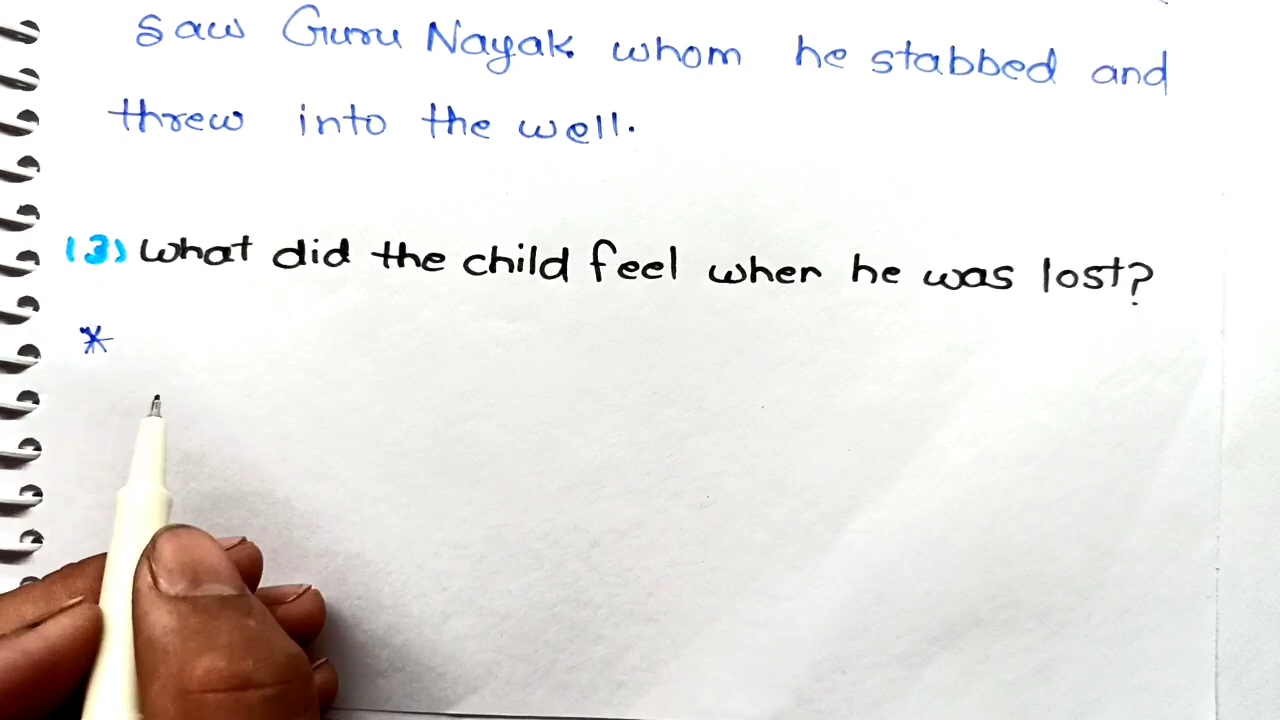 saw Guru Nayak whom he stabbed and
threw into the well.
(3) What did the child feel when he was lost?
*